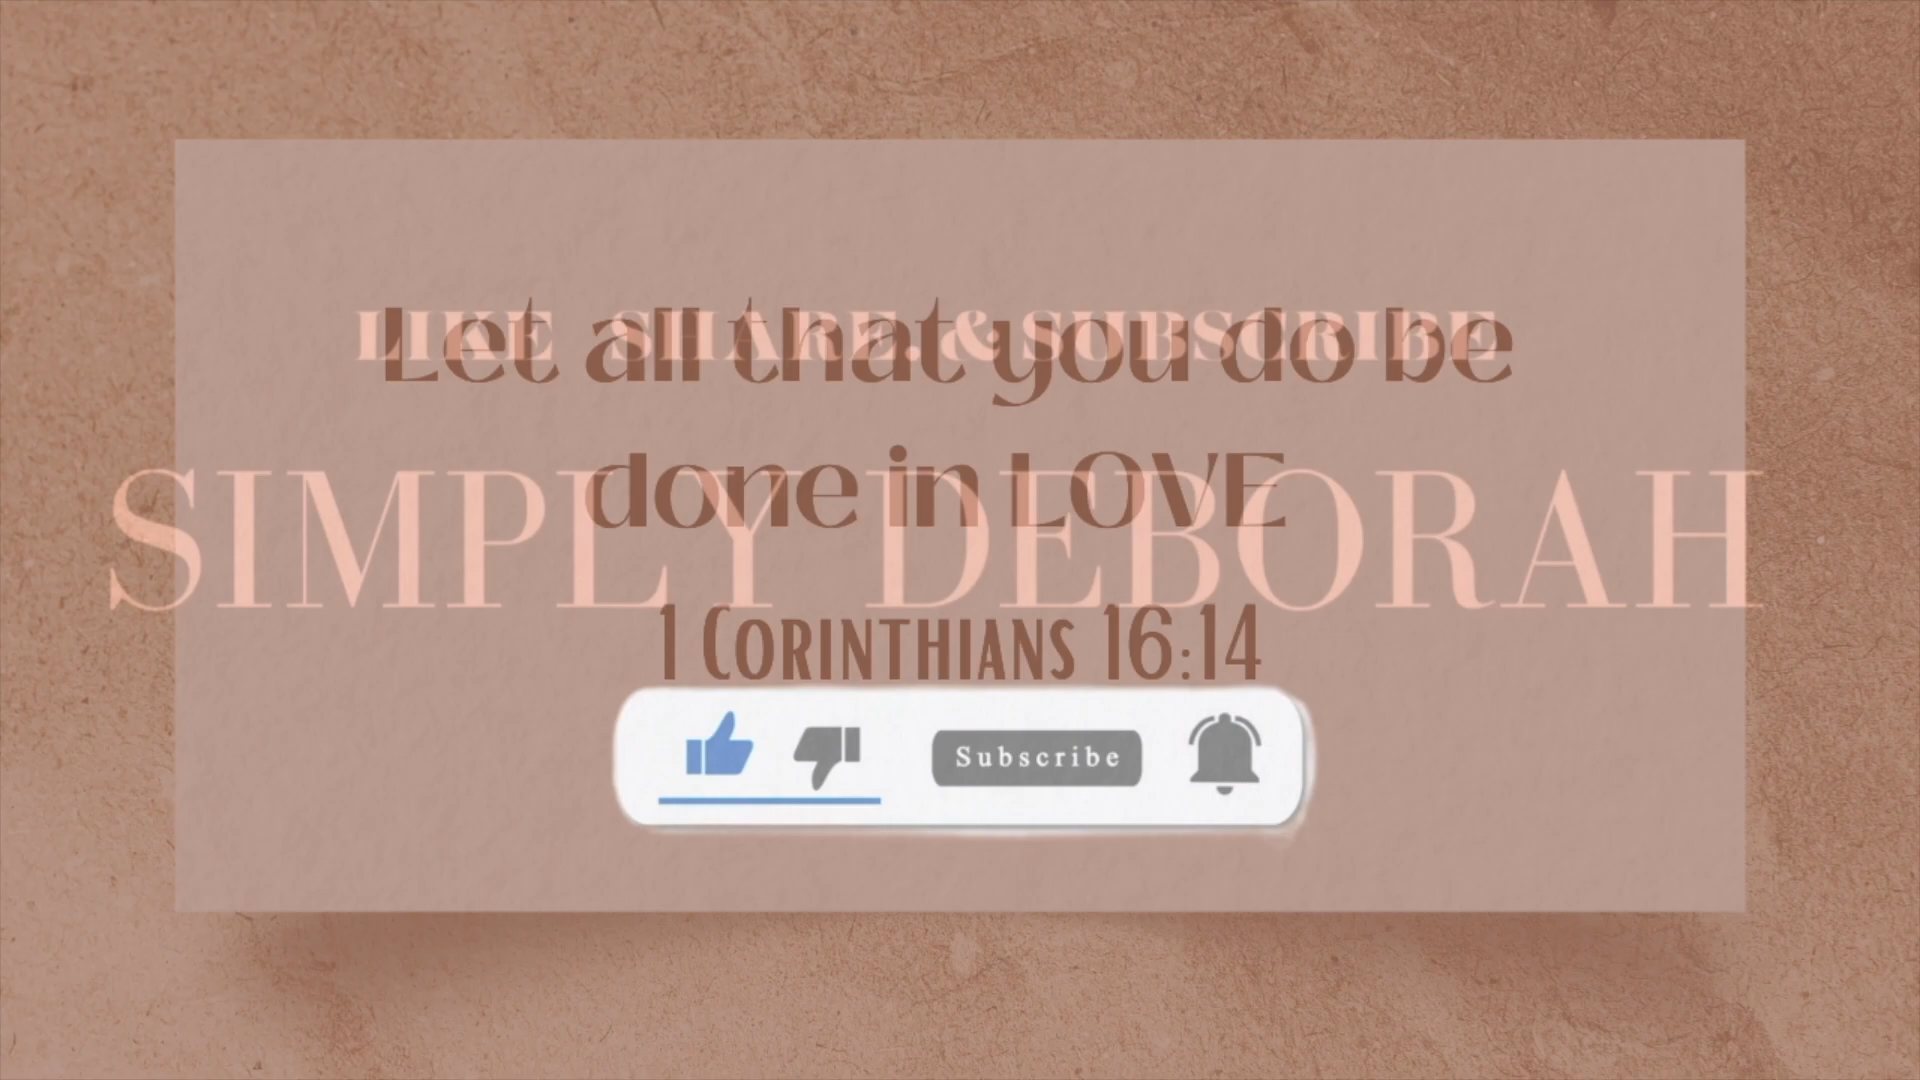 LIKE SHARE. & SUBSCRIBE
Let all that you do be
done in LOVE
SIMPLY DEBORAH
1 CORINTHIANS 16:14
Subscribe